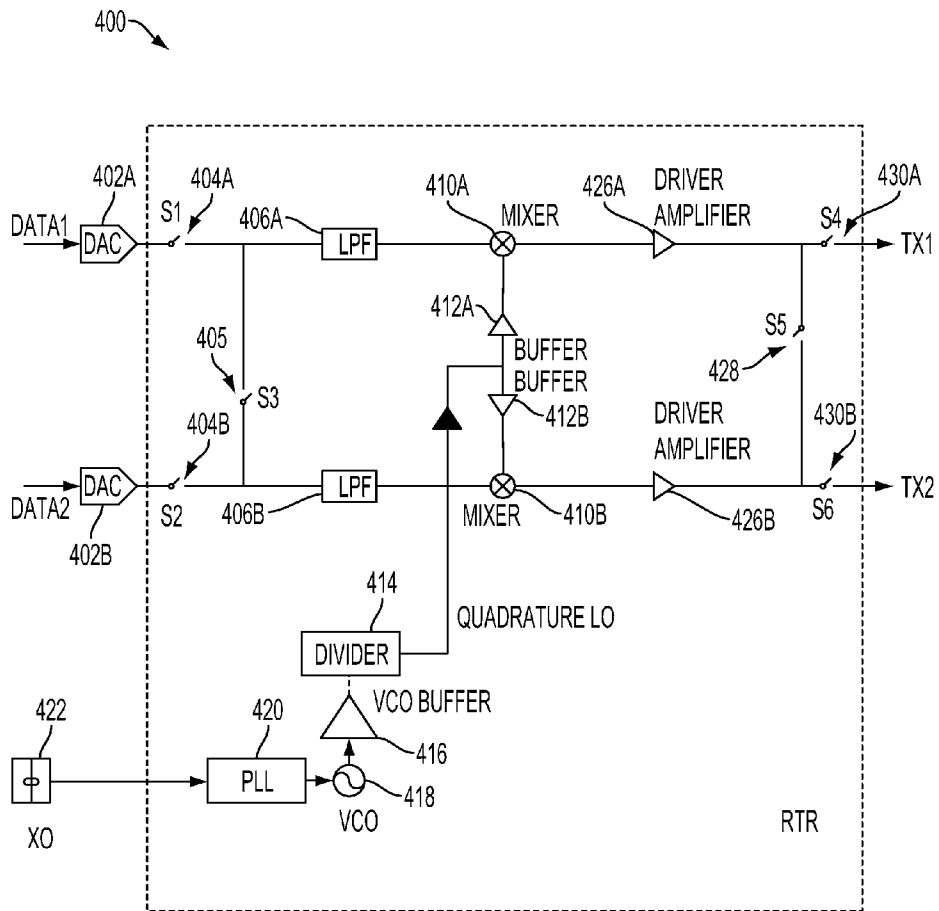 400
402A
404A
S1
DATA1
DAC
406A
LPF
410A
MIXER
426A
DRIVER
AMPLIFIER
430A
S4
TX1
412A
BUFFER
BUFFER
412B
405
S3
S5
428
404B
DATA2
DAC
402B
S2
LPF
406B
MIXER
410B
DRIVER
AMPLIFIER
426B
430B
S6
TX2
414
DIVIDER
QUADRATURE LO
VCO BUFFER
416
422
XO
420
PLL
418
VCO
RTR